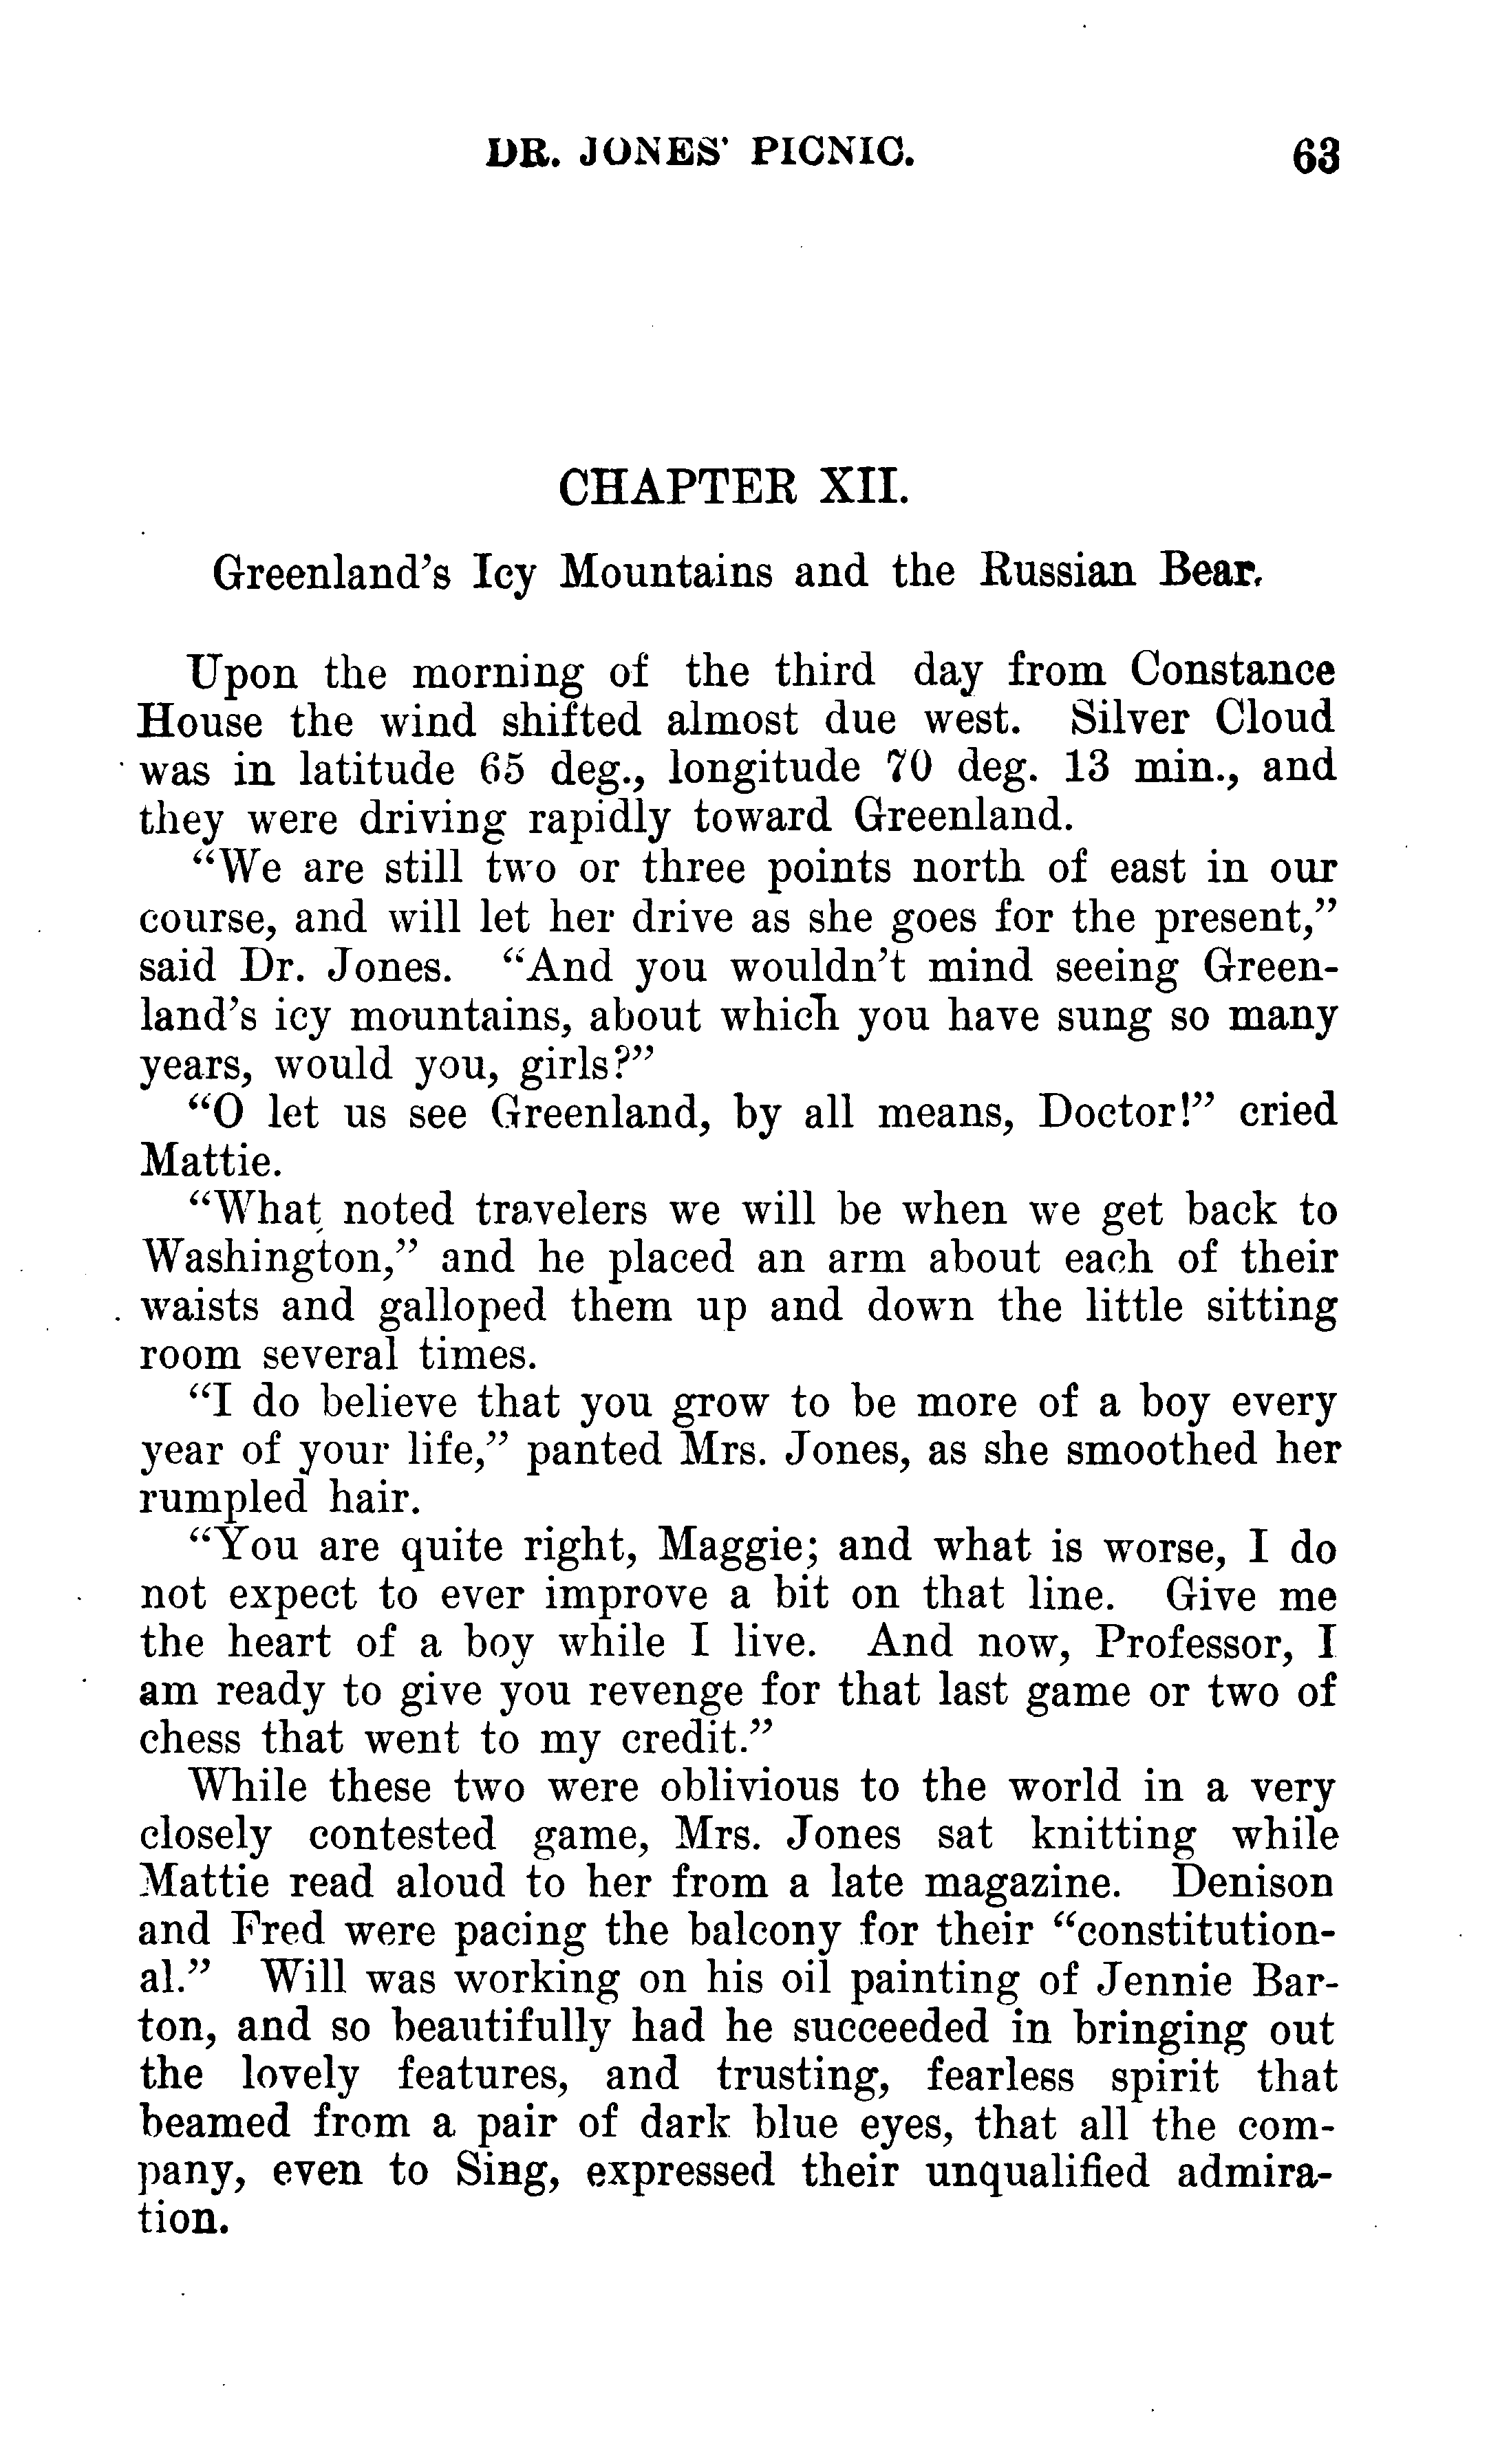 DR. JONES' PICNIC. 63
CHAPTER XII.
Greenland's Icy Mountains and the Russian Bear.
Upon the morning of the third day from Constance
House the wind shifted almost due west. Silver Cloud
was in latitude 65 deg., longitude 70 deg. 13 min., and
they were driving rapidly toward Greenland.
“We are still two or three points north of east in our
course, and will let her drive as she goes for the present,”
said Dr. Jones. “And you wouldn't mind seeing Green-
land's icy mountains, about which you have sung so many
years, would you, girls?”
“O let us see Greenland, by all means, Doctor!” cried
Mattie.
“What noted travelers we will be when we get back to
Washington,” and he placed an arm about each of their
waists and galloped them up and down the little sitting
room several times.
“I do believe that you grow to be more of a boy every
year of your life,” panted Mrs. Jones, as she smoothed her
rumpled hair.
“You are quite right, Maggie; and what is worse, I do
not expect to ever improve a bit on that line. Give me
the heart of a boy while I live. And now, Professor, I
am ready to give you revenge for that last game or two of
chess that went to my credit.”
While these two were oblivious to the world in a very
closely contested game, Mrs. Jones sat knitting while
Mattie read aloud to her from a late magazine. Denison
and Fred were pacing the balcony for their “constitution-
al.” Will was working on his oil painting of Jennie Bar-
ton, and so beautifully had he succeeded in bringing out
the lovely features, and trusting, fearless spirit that
beamed from a pair of dark blue eyes, that all the com-
pany, even to Sing, expressed their unqualified admira-
tion.